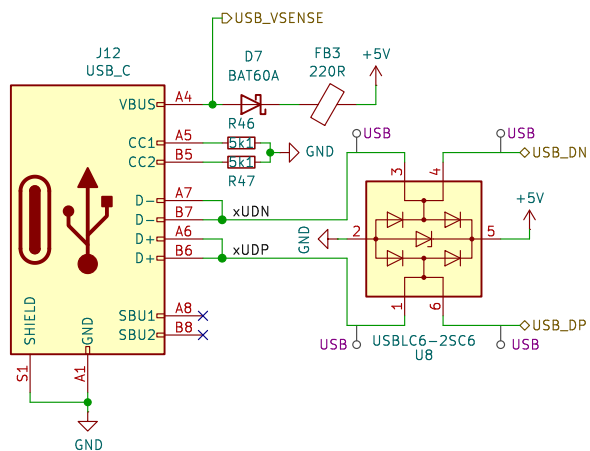 USB_VSENSE
J12
USB_C
D7
BAT60A
FB3
220R
+5V
VBUS
A4
R46
5k1
CC1
A5
CC2
B5
5k1
R47
GND
USB
USB
USB_DN
D-
A7
D-
B7
xUDN
D+
A6
D+
B6
xUDP
3
4
GND
2
5
+5V
1
6
SBU1
A8
SBU2
B8
SHIELD
GND
S1
A1
USB
USB
USB_DP
USBLC6-2SC6
U8
GND